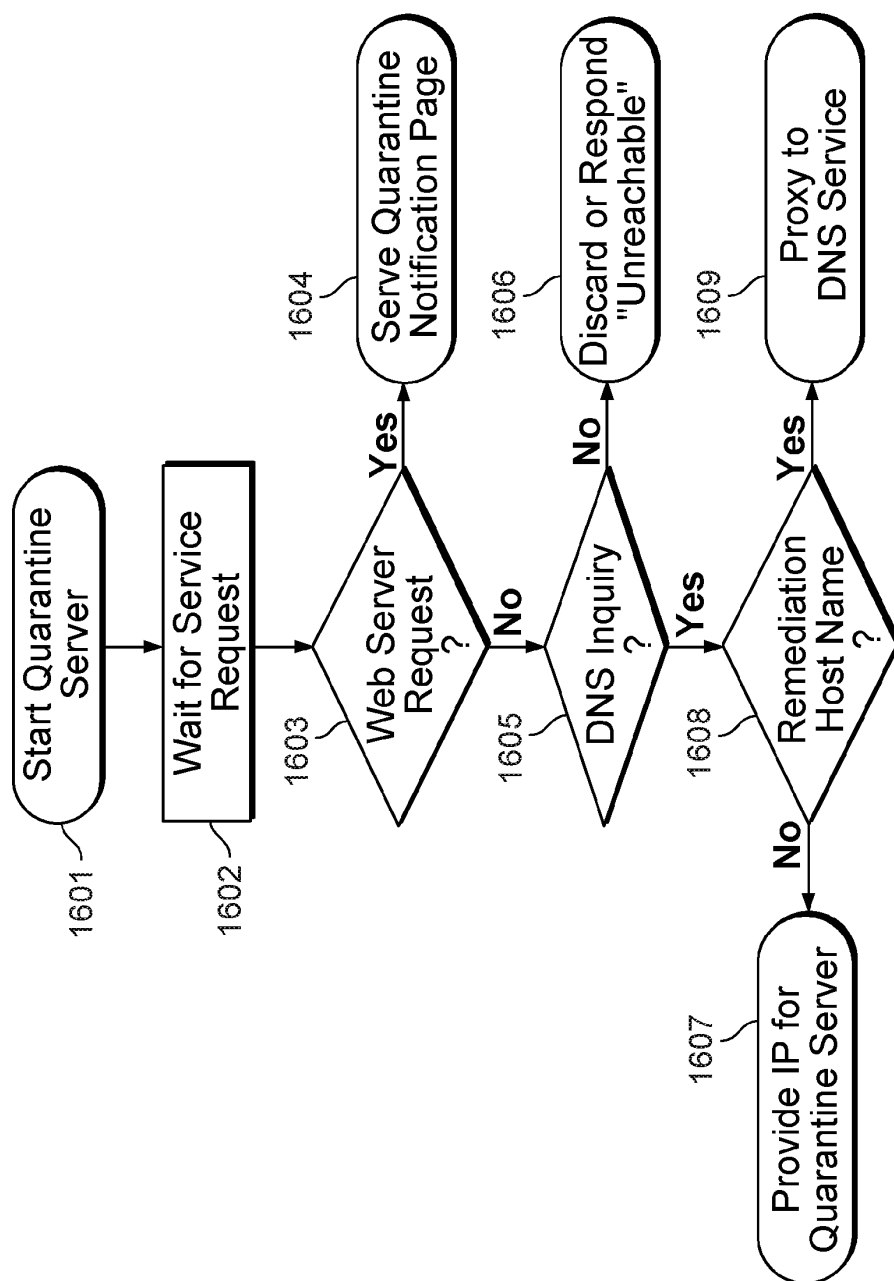 Start Quarantine
Server
1601
Wait for Service
Request
1602
Web Server
Request
?
1603
Yes
Serve Quarantine
Notification Page
1604
No
DNS Inquiry
?
1605
No
Discard or Respond
"Unreachable"
1606
Yes
Remediation
Host Name
?
1608
Yes
Proxy to
DNS Service
1609
No
Provide IP for
Quarantine Server
1607